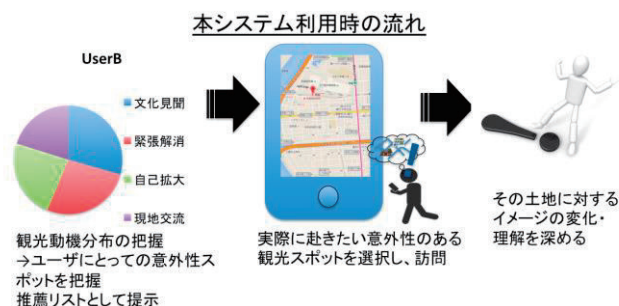 本システム利用時の流れ
UserB
文化見聞
緊張解消
自己拡大
現地交流
観光動機分布の把握
→ユーザにとっての意外性ス
ポットを把握
推薦リストとして提示
実際に赴きたい意外性のある
観光スポットを選択し、訪問
その土地に対する
イメージの変化・
理解を深める